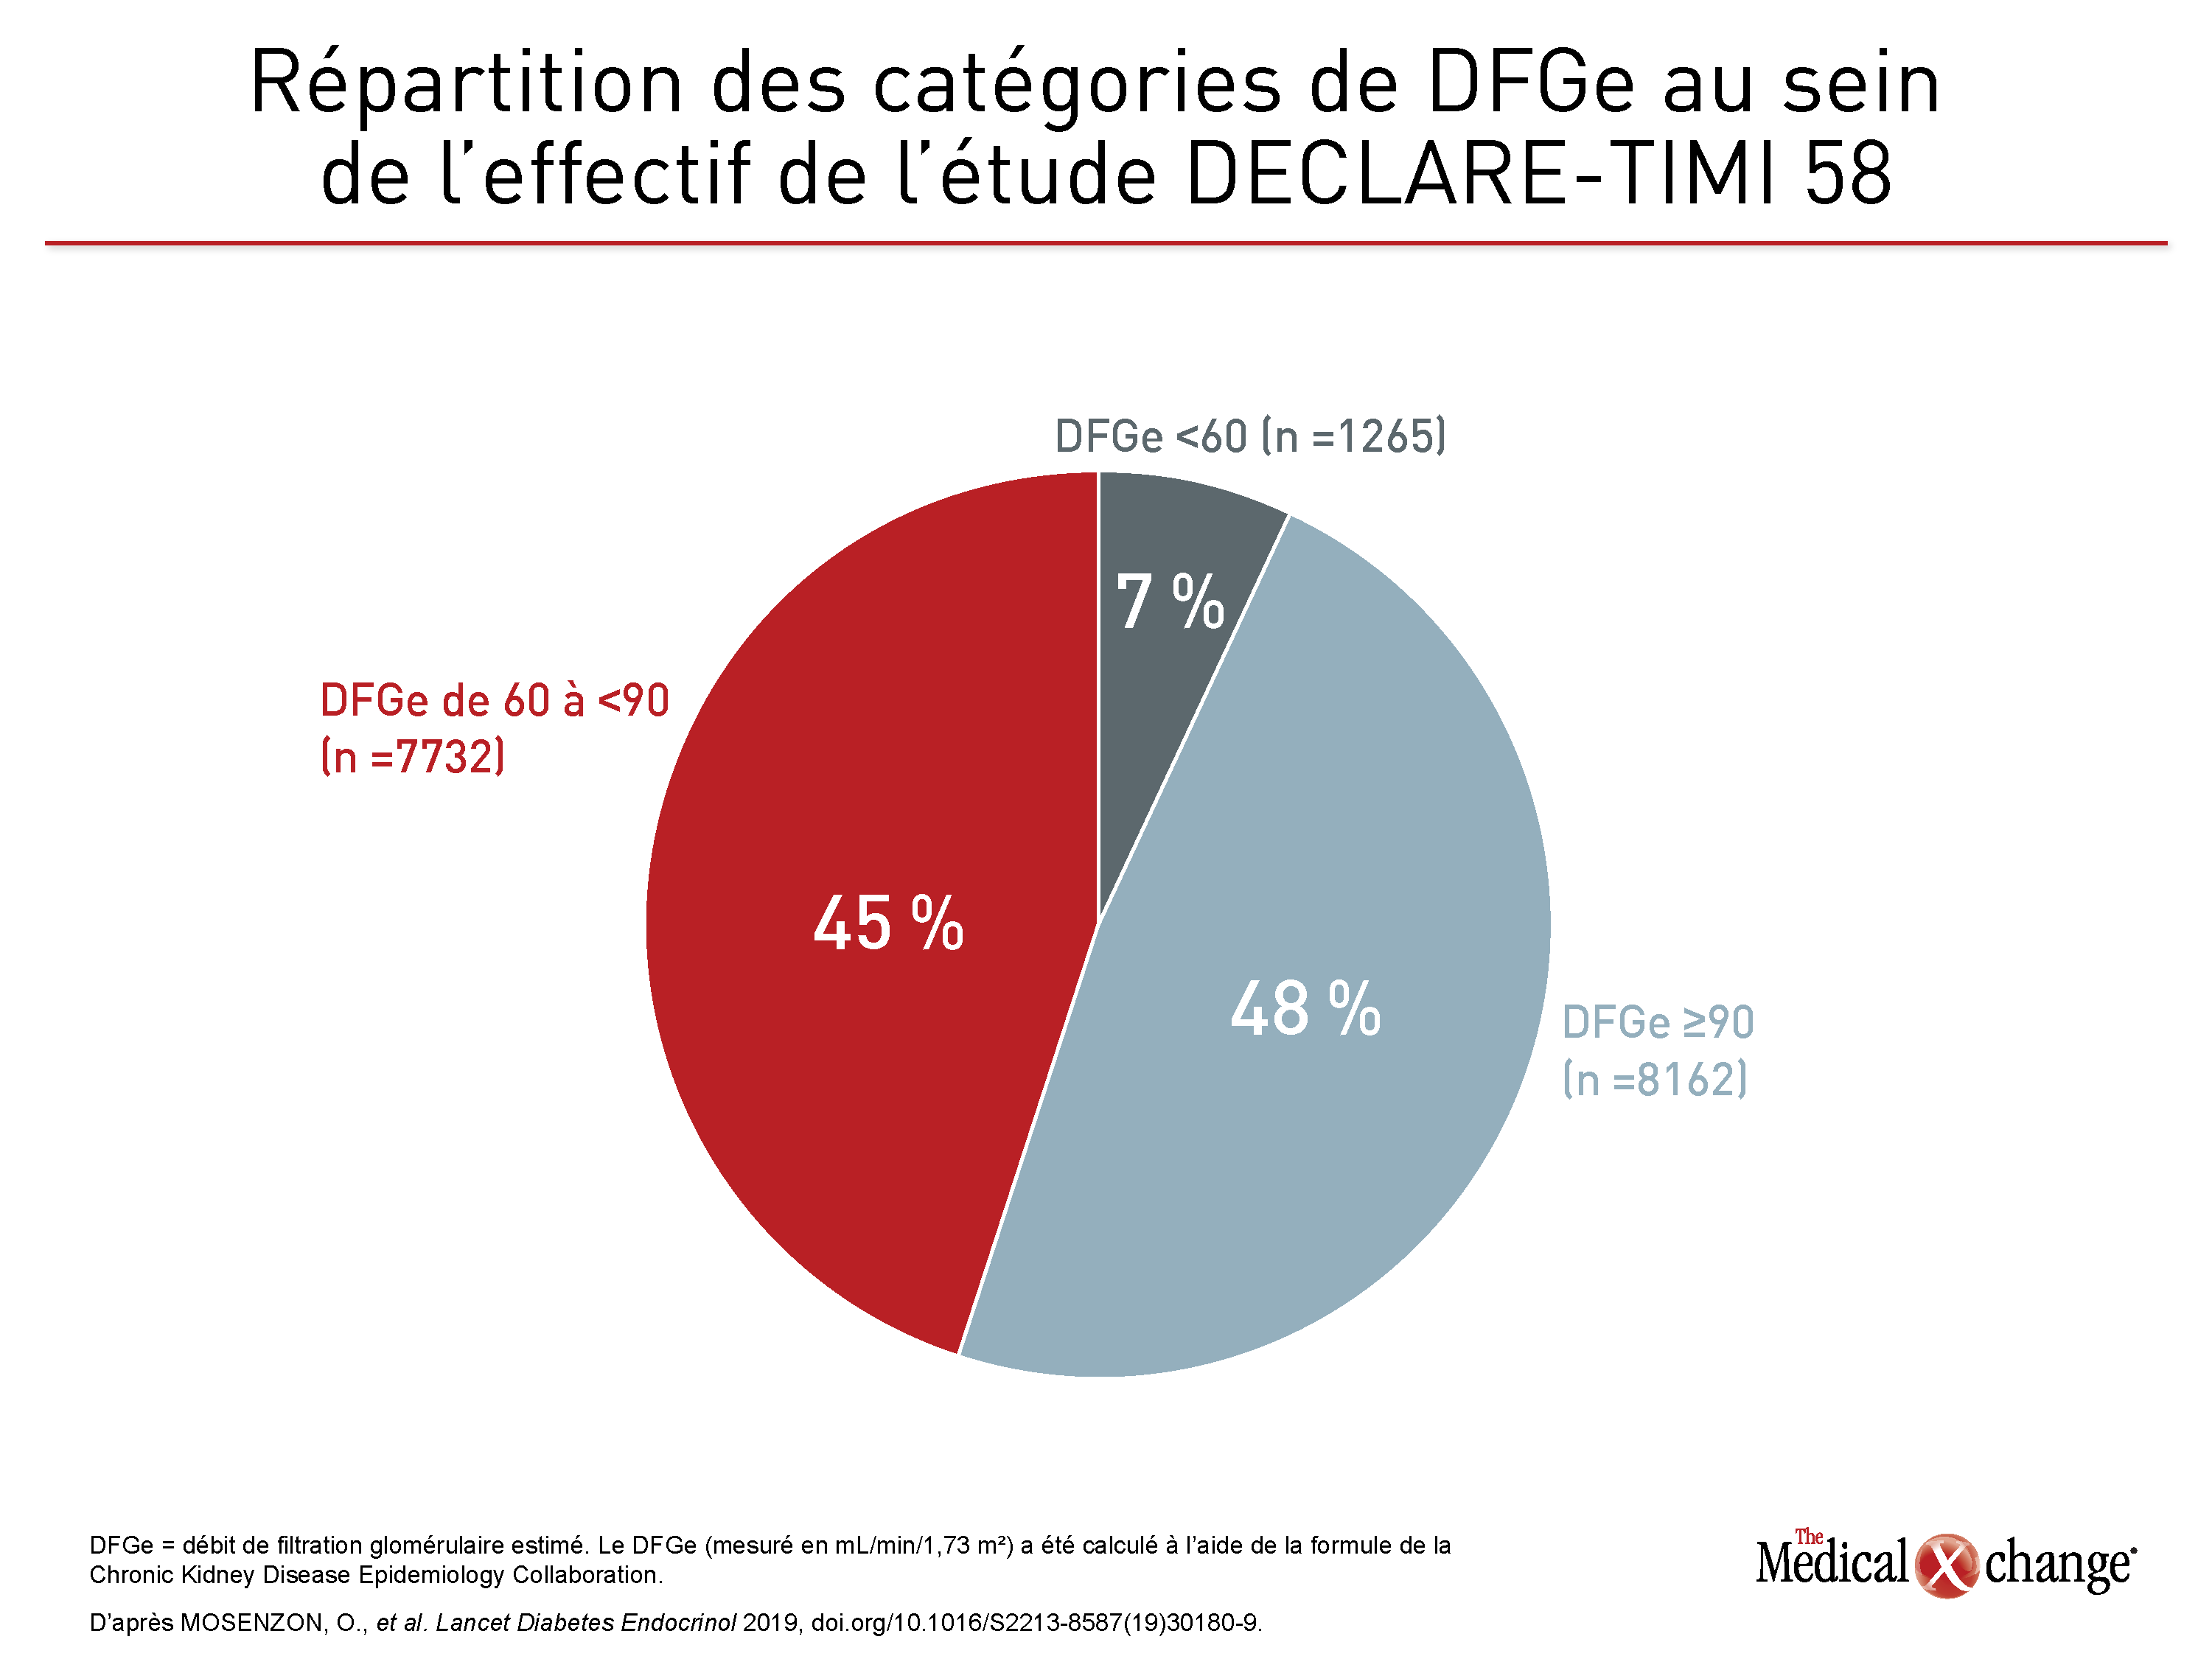 Répartition des catégories de DFGe au sein
de l’effectif de l’étude DECLARE-TIMI 58
DFGe <60 (n =1265)
7 %
DFGe de 60 à <90
(n =7732)
45 %
48 %
DFGe ≥90
(n =8162)
DFGe = débit de filtration glomérulaire estimé. Le DFGe (mesuré en mL/min/1,73 m²) a été calculé à l’aide de la formule de la
Chronic Kidney Disease Epidemiology Collaboration.
D’après MOSENZON, O., et al. Lancet Diabetes Endocrinol 2019, doi.org/10.1016/S2213-8587(19)30180-9.
The
Medical X change